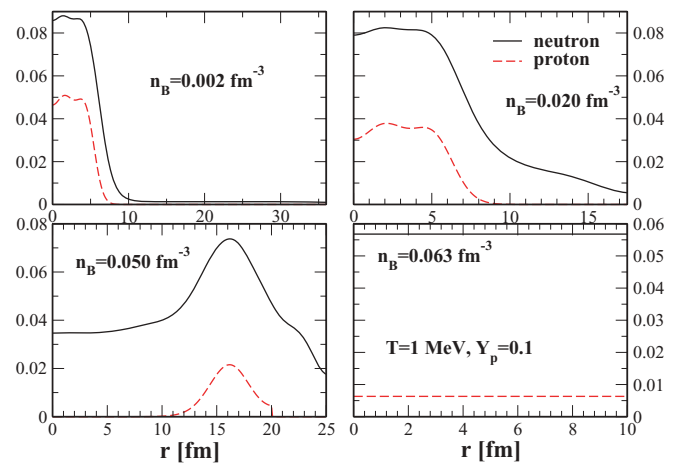 0.08
0.06
0.04
0.02
0
0 10 20 30
n_B=0.002 fm^-3
0.08
0.06
0.04
0.02
0
0 5 10 15
neutron
proton
n_B=0.020 fm^-3
0.08
0.06
0.04
0.02
0
0 5 10 15 20 25
n_B=0.050 fm^-3
r [fm]
0.06
0.05
0.04
0.03
0.02
0.01
0
0 2 4 6 8 10
n_B=0.063 fm^-3
T=1 MeV, Y_p=0.1
r [fm]